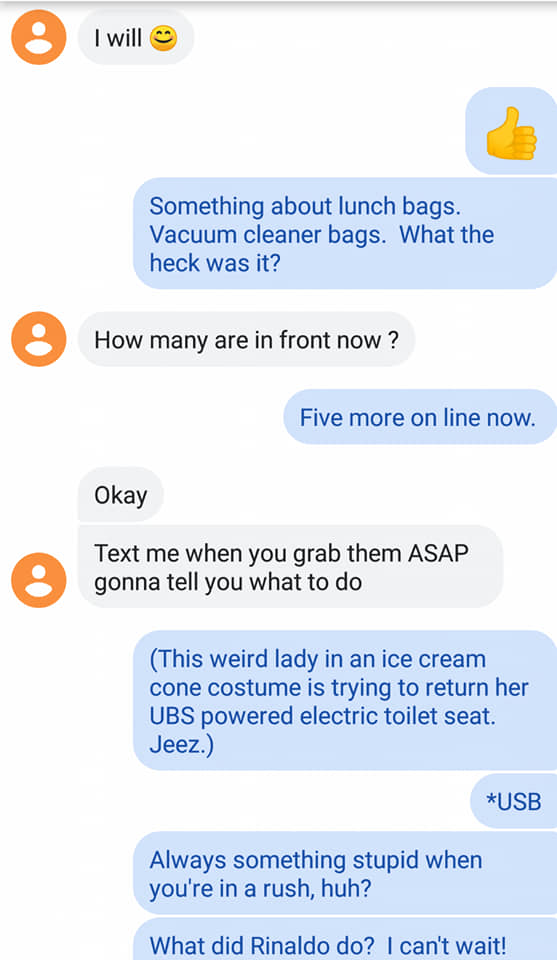 I will 😊
👍
Something about lunch bags.
Vacuum cleaner bags.  What the
heck was it?
How many are in front now ?
Five more on line now.
Okay
Text me when you grab them ASAP
gonna tell you what to do
(This weird lady in an ice cream
cone costume is trying to return her
UBS powered electric toilet seat.
Jeez.)
*USB
Always something stupid when
you're in a rush, huh?
What did Rinaldo do?  I can't wait!